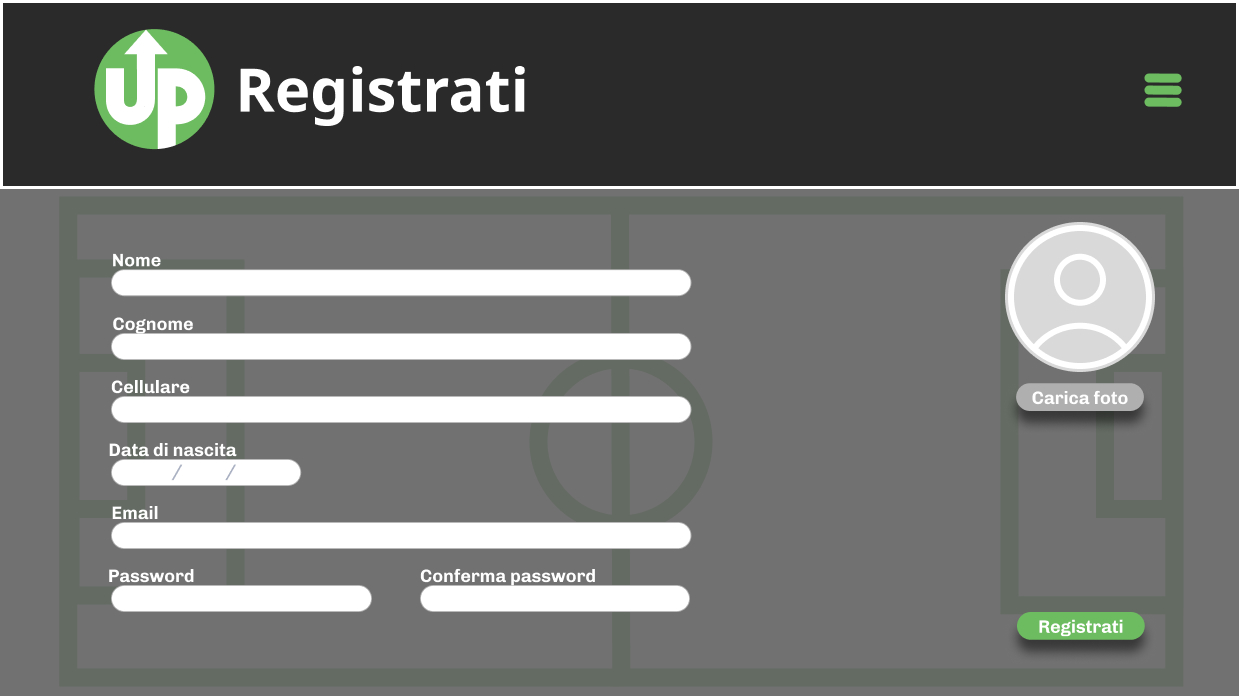 UP Registrati
Nome
Cognome
Cellulare
Data di nascita
/ /
Email
Password Conferma password
Carica foto
Registrati